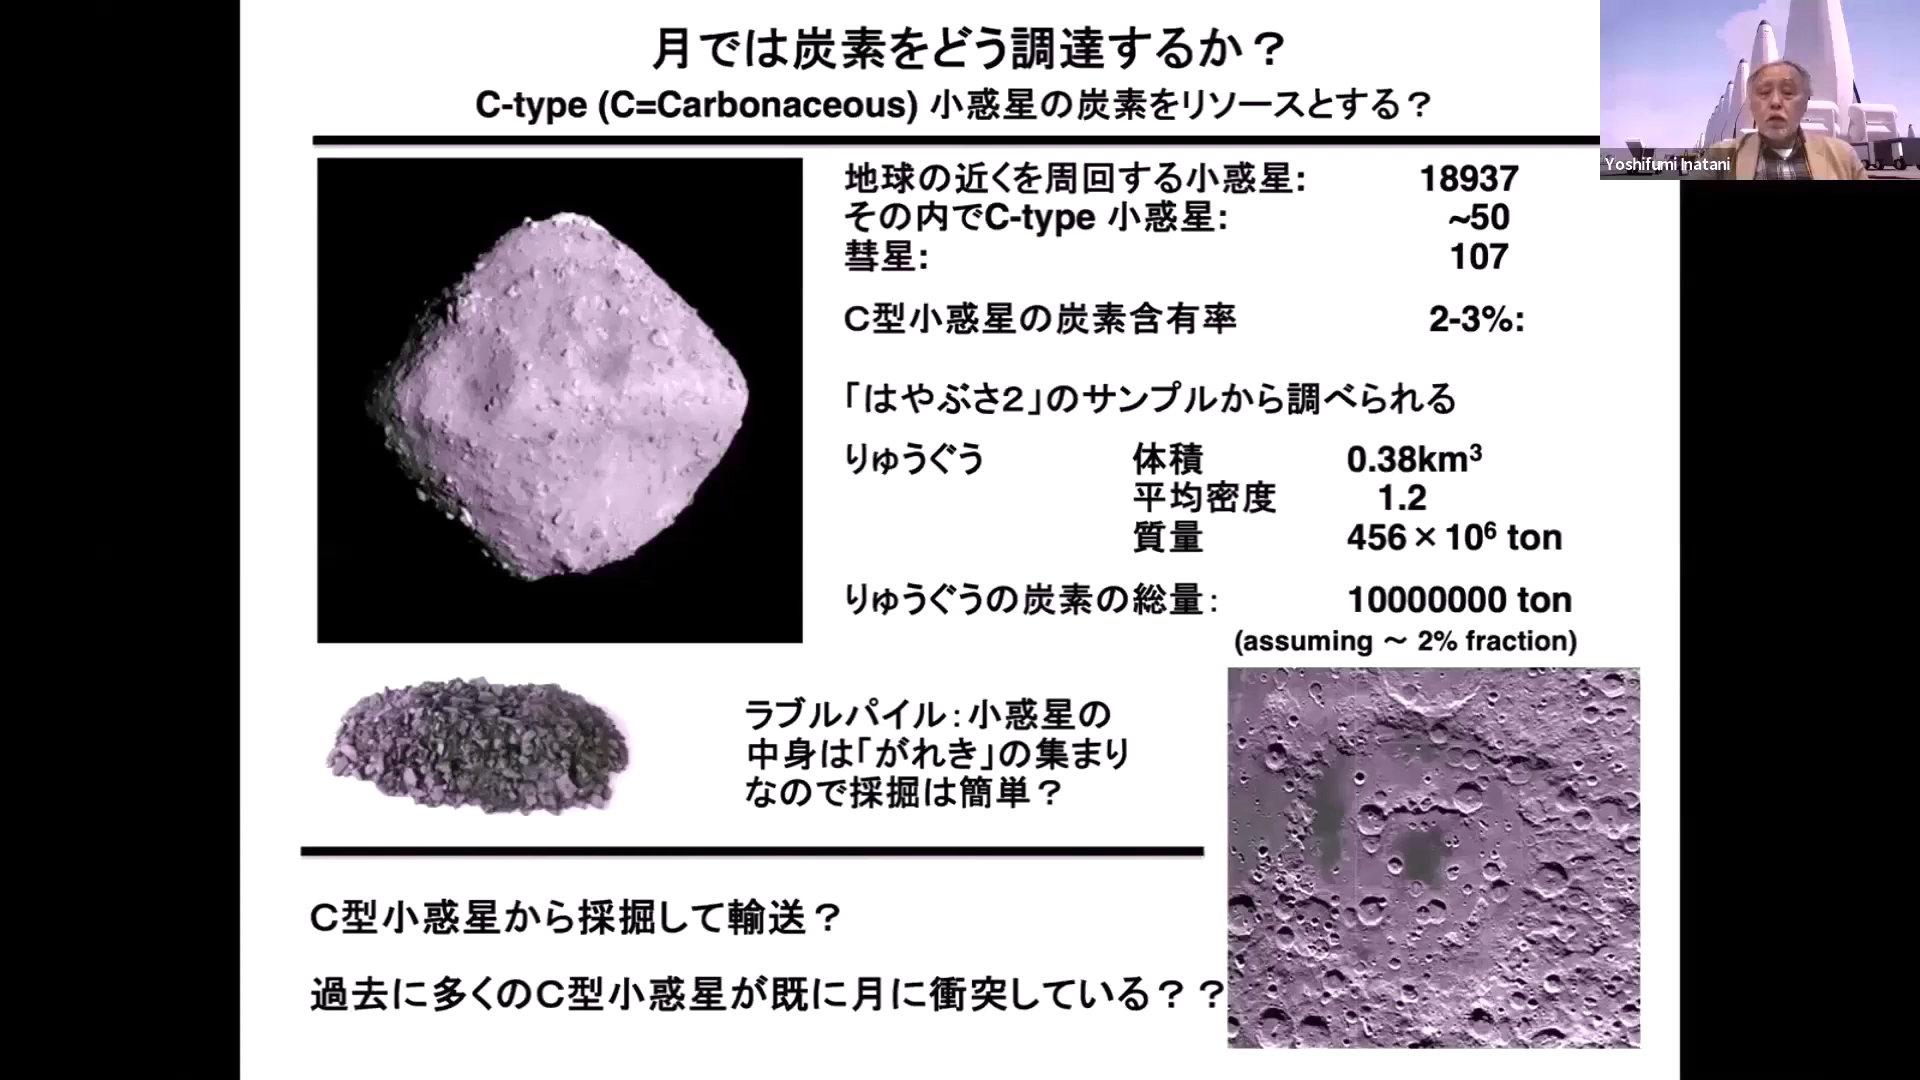 月では炭素をどう調達するか？
C-type (C=Carbonaceous) 小惑星の炭素をリソースとする？
Yoshifumi Inatani
地球の近くを周回する小惑星: 18937
その内でC-type 小惑星: ~50
彗星: 107
Ｃ型小惑星の炭素含有率 2-3%:
「はやぶさ２」のサンプルから調べられる
りゅうぐう 体積 0.38km³
平均密度 1.2
質量 456×10⁶ ton
りゅうぐうの炭素の総量： 10000000 ton
(assuming ～ 2% fraction)
ラブルパイル：小惑星の
中身は「がれき」の集まり
なので採掘は簡単？
Ｃ型小惑星から採掘して輸送？
過去に多くのＣ型小惑星が既に月に衝突している？？